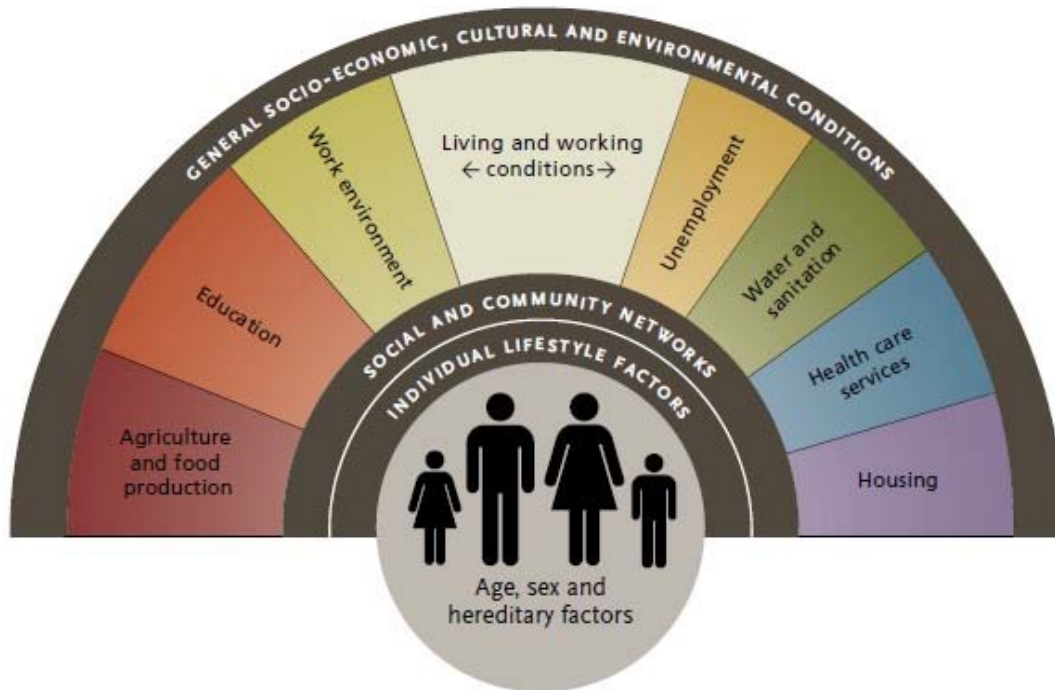 GENERAL SOCIO-ECONOMIC, CULTURAL AND ENVIRONMENTAL CONDITIONS
Living and working
← conditions →
Work environment
Unemployment
Education
Water and
sanitation
Agriculture
and food
production
Health care
services
Housing
SOCIAL AND COMMUNITY NETWORKS
INDIVIDUAL LIFESTYLE FACTORS
Age, sex and
hereditary factors